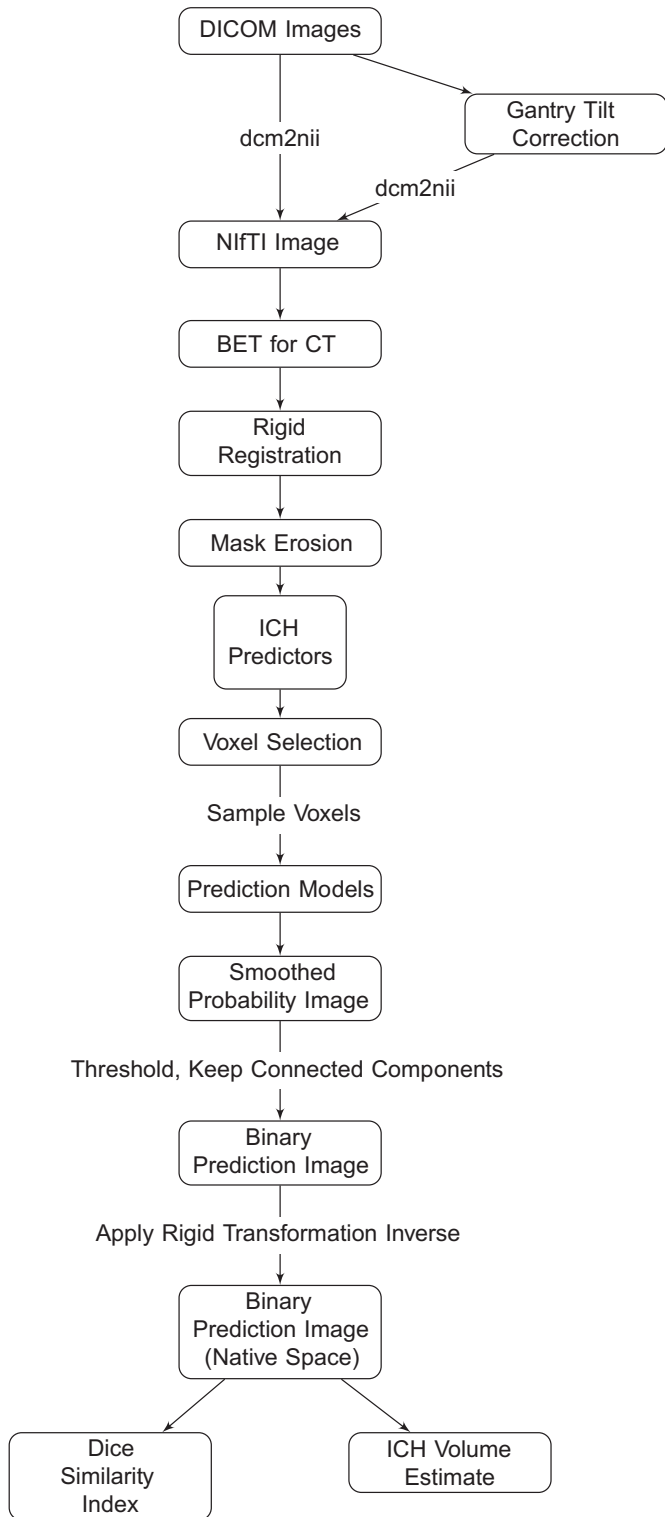 DICOM Images
Gantry Tilt
Correction
dcm2nii
dcm2nii
NIfTI Image
BET for CT
Rigid
Registration
Mask Erosion
ICH
Predictors
Voxel Selection
Sample Voxels
Prediction Models
Smoothed
Probability Image
Threshold, Keep Connected Components
Binary
Prediction Image
Apply Rigid Transformation Inverse
Binary
Prediction Image
(Native Space)
Dice
Similarity
Index
ICH Volume
Estimate